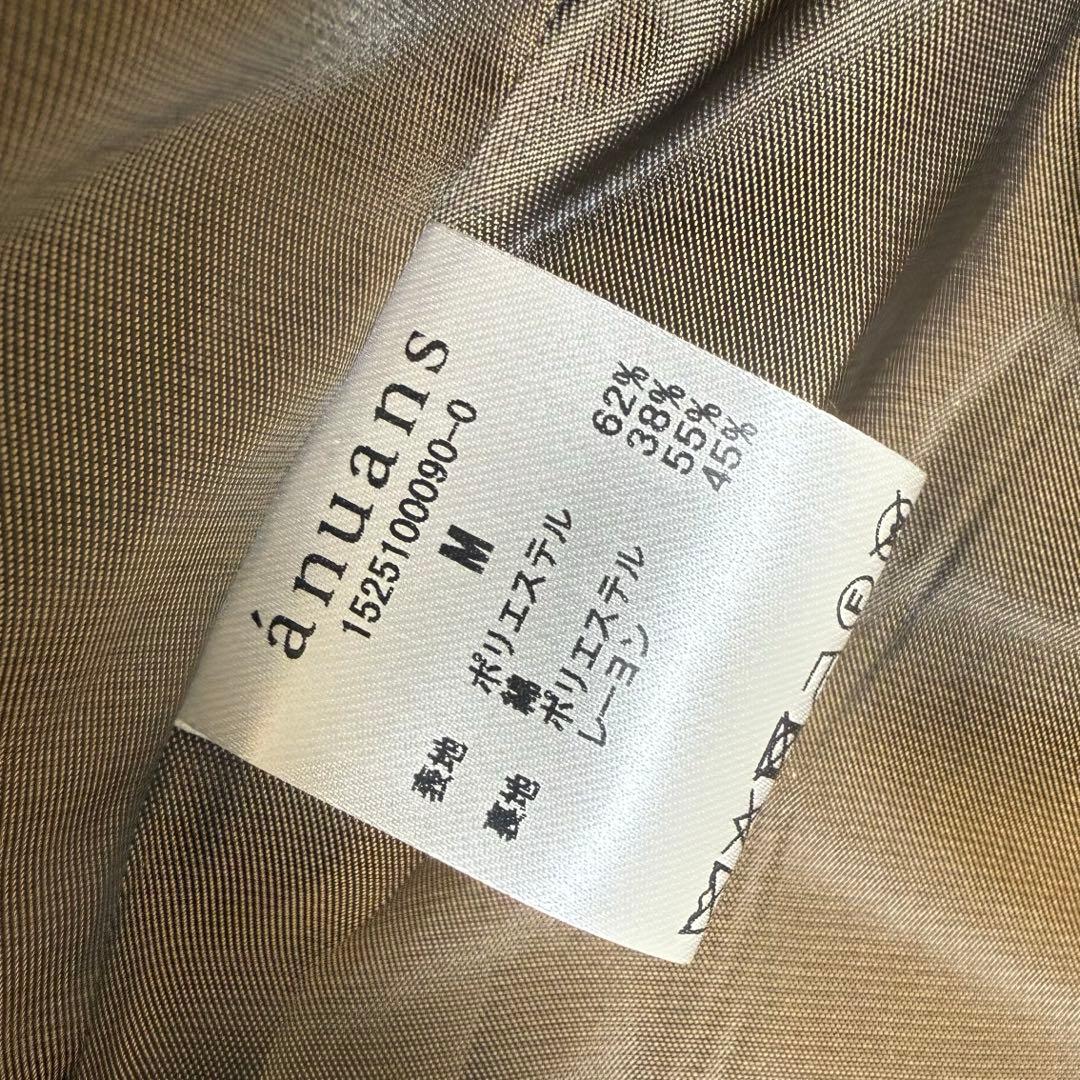 ánuans
1525100090-0
M
表地 ポリエステル 62%
綿 38%
裏地 ポリエステル 55%
レーヨン 45%
F